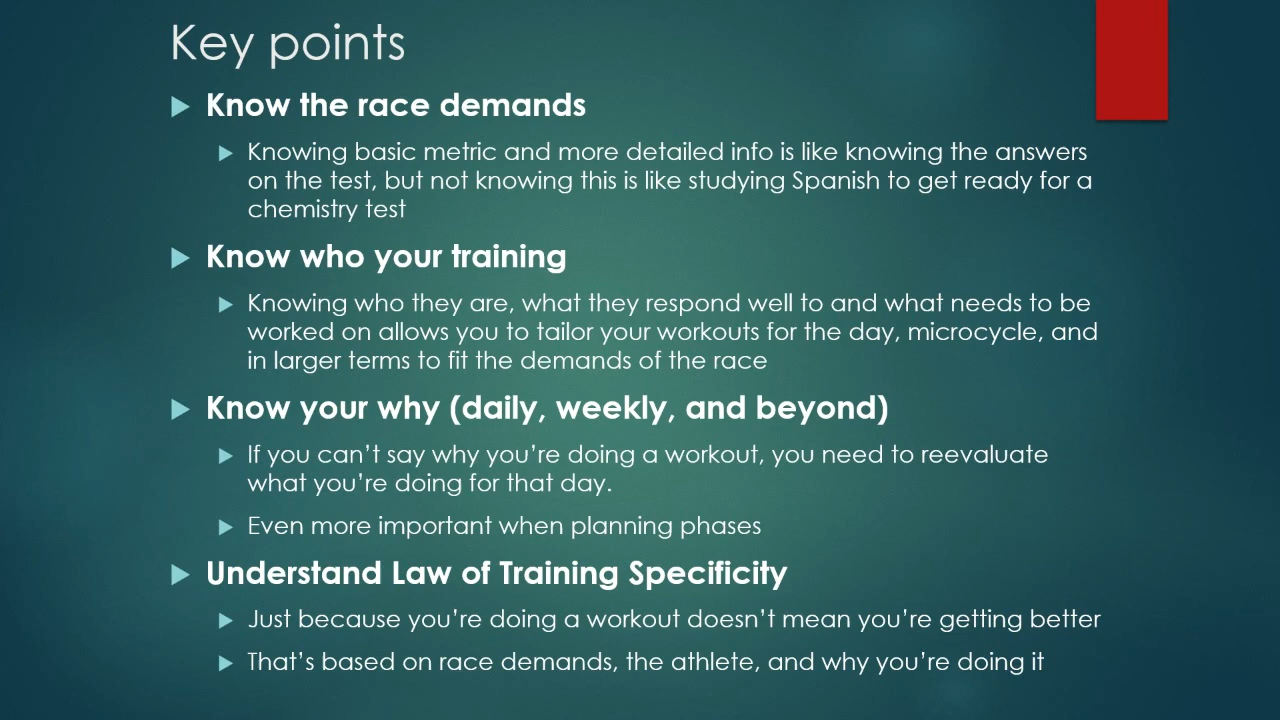 Key points
Know the race demands
Knowing basic metric and more detailed info is like knowing the answers
on the test, but not knowing this is like studying Spanish to get ready for a
chemistry test
Know who your training
Knowing who they are, what they respond well to and what needs to be
worked on allows you to tailor your workouts for the day, microcycle, and
in larger terms to fit the demands of the race
Know your why (daily, weekly, and beyond)
If you can’t say why you’re doing a workout, you need to reevaluate
what you’re doing for that day.
Even more important when planning phases
Understand Law of Training Specificity
Just because you’re doing a workout doesn’t mean you’re getting better
That’s based on race demands, the athlete, and why you’re doing it